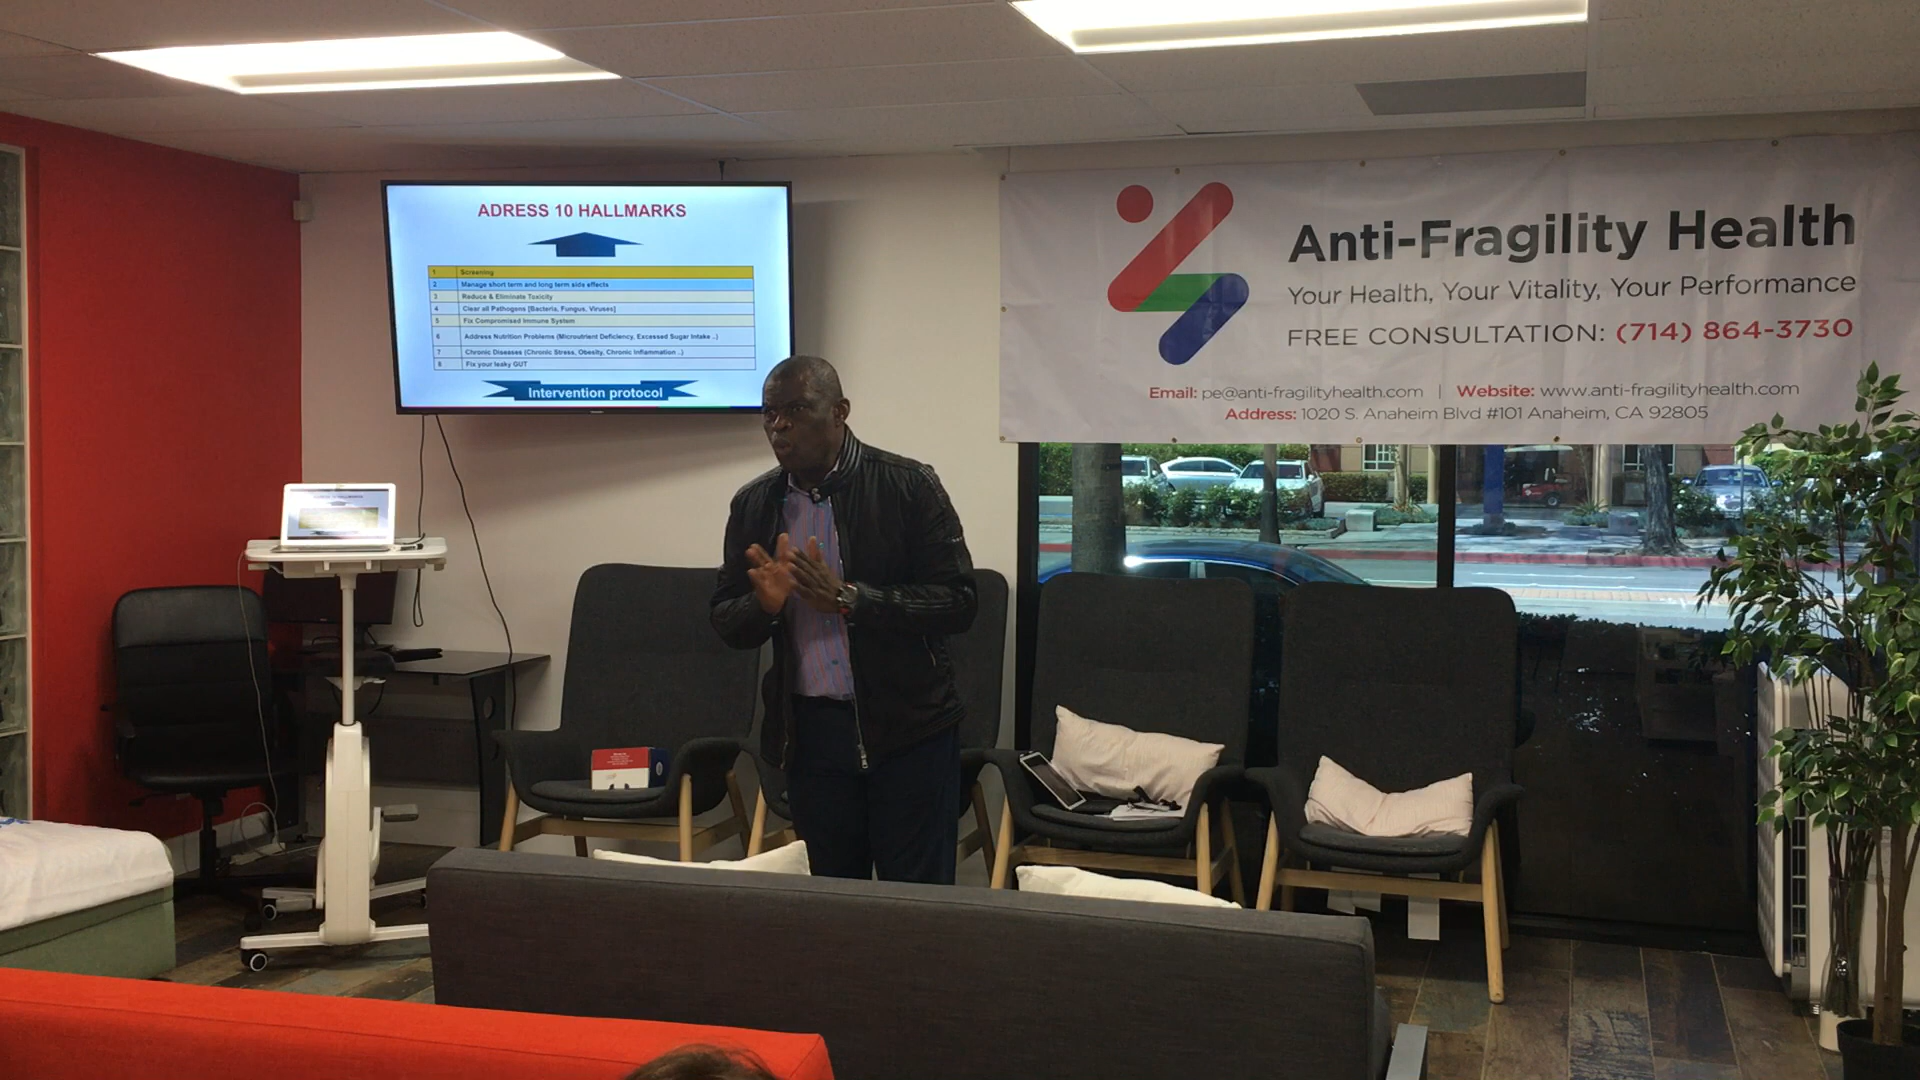 ADRESS 10 HALLMARKS
1 Screening
2 Manage short term and long term side effects
3 Reduce & Eliminate Toxicity
4 Clear all Pathogens [Bacteria, Fungus, Viruses]
5 Fix Compromised Immune System
6 Address Nutrition Problems (Microutrient Deficiency, Excessed Sugar Intake ..)
7 Chronic Diseases (Chronic Stress, Obesity, Chronic Inflammation ..)
8 Fix your leaky GUT
Intervention protocol
Anti-Fragility Health
Your Health, Your Vitality, Your Performance
FREE CONSULTATION: (714) 864-3730
Email: pe@anti-fragilityhealth.com | Website: www.anti-fragilityhealth.com
Address: 1020 S. Anaheim Blvd #101 Anaheim, CA 92805